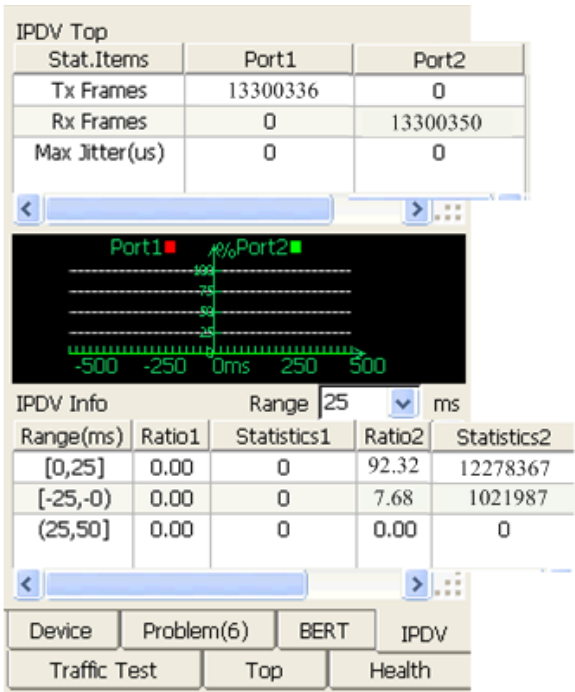 IPDV Top
Stat.Items Port1 Port2
Tx Frames 13300336 0
Rx Frames 0 13300350
Max Jitter(us) 0 0
Port1 % Port2
100
75
50
25
0
-500 -250 0ms 250 500
IPDV Info Range 25 ms
Range(ms) Ratio1 Statistics1 Ratio2 Statistics2
[0,25] 0.00 0 92.32 12278367
[-25,-0) 0.00 0 7.68 1021987
(25,50] 0.00 0 0.00 0
Device Problem(6) BERT IPDV
Traffic Test Top Health